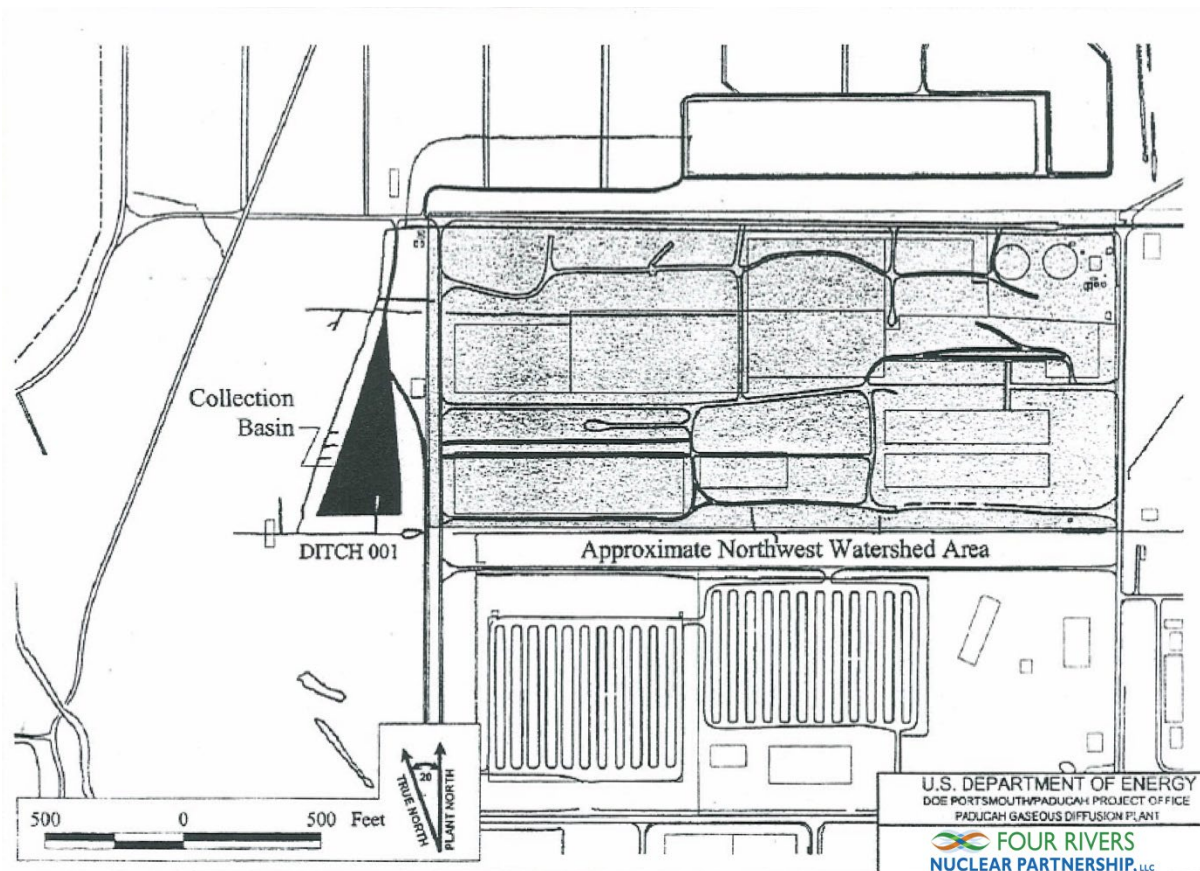 Collection
Basin
DITCH 001
Approximate Northwest Watershed Area
20
TRUE NORTH
PLANT NORTH
500 0 500 Feet
U.S. DEPARTMENT OF ENERGY
DOE PORTSMOUTH/PADUCAH PROJECT OFFICE
PADUCAH GASEOUS DIFFUSION PLANT
FOUR RIVERS
NUCLEAR PARTNERSHIP, LLC